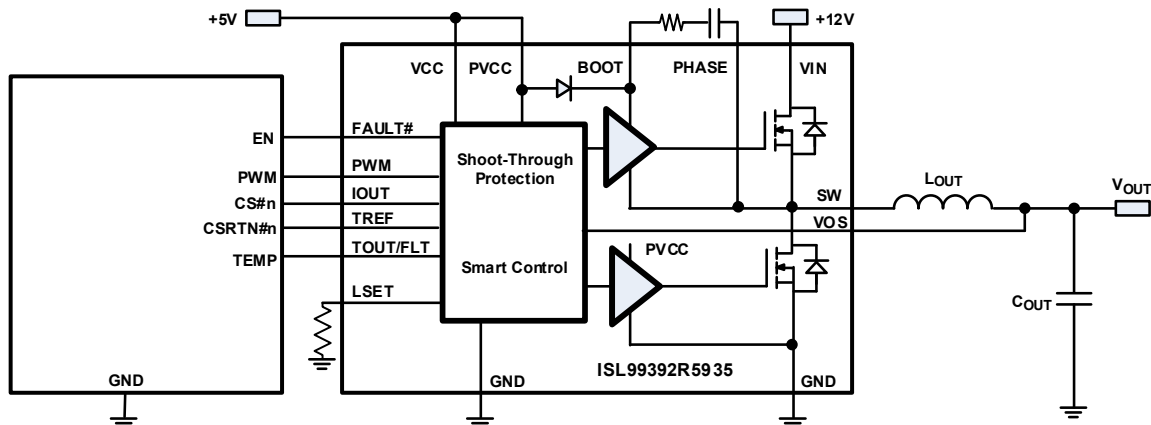 +5V
+12V
VCC
PVCC
BOOT
PHASE
VIN
EN
FAULT#
PWM
PWM
CS#n
IOUT
CSRTN#n
TREF
TEMP
TOUT/FLT
LSET
Shoot-Through
Protection
Smart Control
PVCC
SW
VOS
LOUT
VOUT
COUT
ISL99392R5935
GND
GND
GND